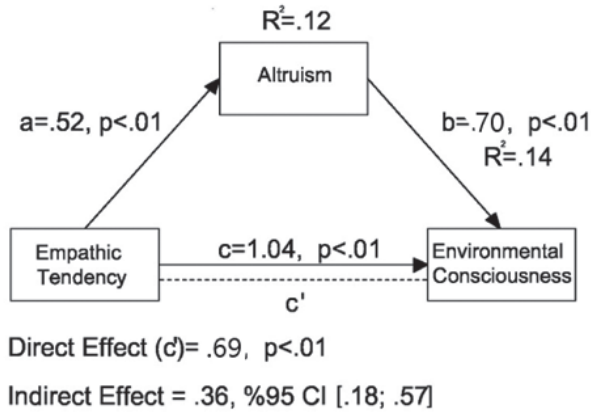 R²=.12
Altruism
a=.52, p<.01
b=.70, p<.01
R²=.14
Empathic
Tendency
c=1.04, p<.01
Environmental
Consciousness
c'
Direct Effect (c')= .69, p<.01
Indirect Effect = .36, %95 CI [.18; .57]